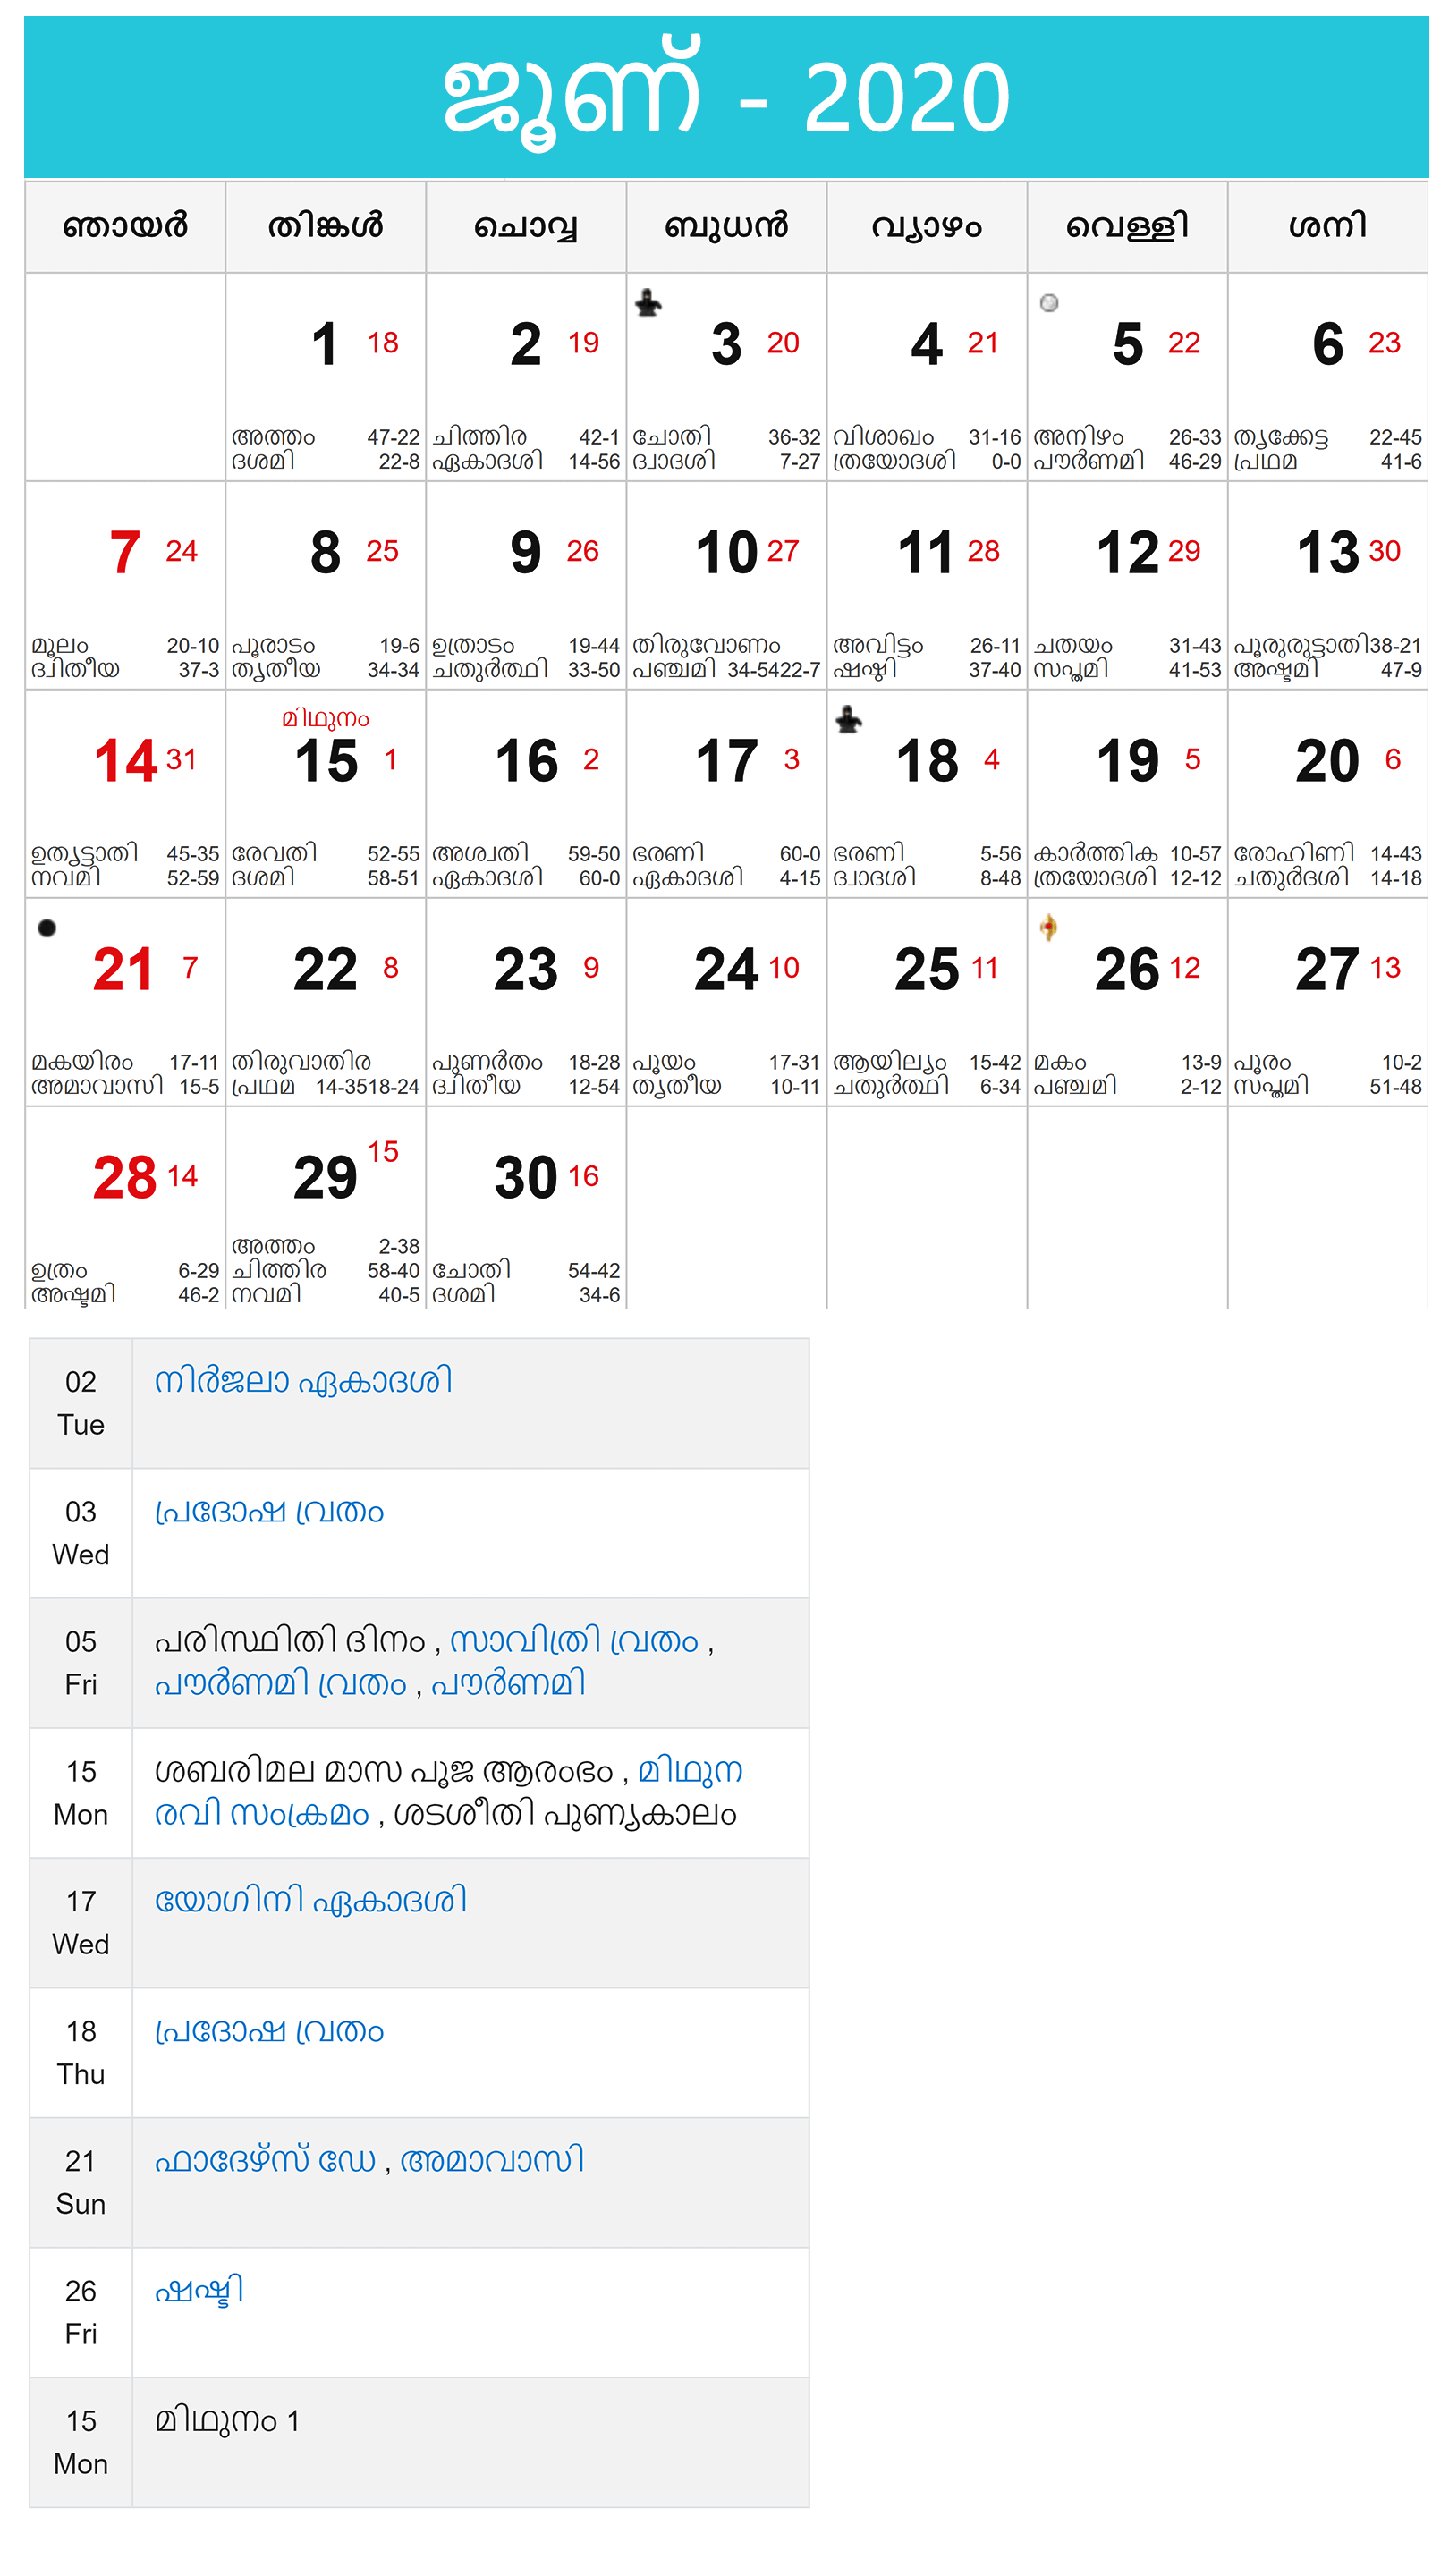 ജൂണ് - 2020
ഞായർ തിങ്കൾ ചൊവ്വ ബുധൻ വ്യാഴം വെള്ളി ശനി
1 18 2 19 3 20 4 21 5 22 6 23
അത്തം 47-22 ചിത്തിര 42-1 ചോതി 36-32 വിശാഖം 31-16 അനിഴം 26-33 തൃക്കേട്ട 22-45
ദശമി 22-8 ഏകാദശി 14-56 ദ്വാദശി 7-27 ത്രയോദശി 0-0 പൗർണമി 46-29 പ്രഥമ 41-6
7 24 8 25 9 26 10 27 11 28 12 29 13 30
മൂലം 20-10 പൂരാടം 19-6 ഉത്രാടം 19-44 തിരുവോണം അവിട്ടം 26-11 ചതയം 31-43 പൂരുരുട്ടാതി 38-21
ദ്വിതീയ 37-3 തൃതീയ 34-34 ചതുർത്ഥി 33-50 പഞ്ചമി 34-5422-7 ഷഷ്ഠി 37-40 സപ്തമി 41-53 അഷ്ടമി 47-9
മിഥുനം
14 31 15 1 16 2 17 3 18 4 19 5 20 6
ഉതൃട്ടാതി 45-35 രേവതി 52-55 അശ്വതി 59-50 ഭരണി 60-0 ഭരണി 5-56 കാർത്തിക 10-57 രോഹിണി 14-43
നവമി 52-59 ദശമി 58-51 ഏകാദശി 60-0 ഏകാദശി 4-15 ദ്വാദശി 8-48 ത്രയോദശി 12-12 ചതുർദശി 14-18
21 7 22 8 23 9 24 10 25 11 26 12 27 13
മകയിരം 17-11 തിരുവാതിര പുണർതം 18-28 പൂയം 17-31 ആയില്യം 15-42 മകം 13-9 പൂരം 10-2
അമാവാസി 15-5 പ്രഥമ 14-3518-24 ദ്വിതീയ 12-54 തൃതീയ 10-11 ചതുർത്ഥി 6-34 പഞ്ചമി 2-12 സപ്തമി 51-48
28 14 29 15 30 16
അത്തം 2-38
ഉത്രം 6-29 ചിത്തിര 58-40 ചോതി 54-42
അഷ്ടമി 46-2 നവമി 40-5 ദശമി 34-6
02 നിർജലാ ഏകാദശി
Tue
03 പ്രദോഷ വ്രതം
Wed
05 പരിസ്ഥിതി ദിനം , സാവിത്രി വ്രതം ,
Fri പൗർണമി വ്രതം , പൗർണമി
15 ശബരിമല മാസ പൂജ ആരംഭം , മിഥുന
Mon രവി സംക്രമം , ശടശീതി പുണ്യകാലം
17 യോഗിനി ഏകാദശി
Wed
18 പ്രദോഷ വ്രതം
Thu
21 ഫാദേഴ്സ് ഡേ , അമാവാസി
Sun
26 ഷഷ്ടി
Fri
15 മിഥുനം 1
Mon